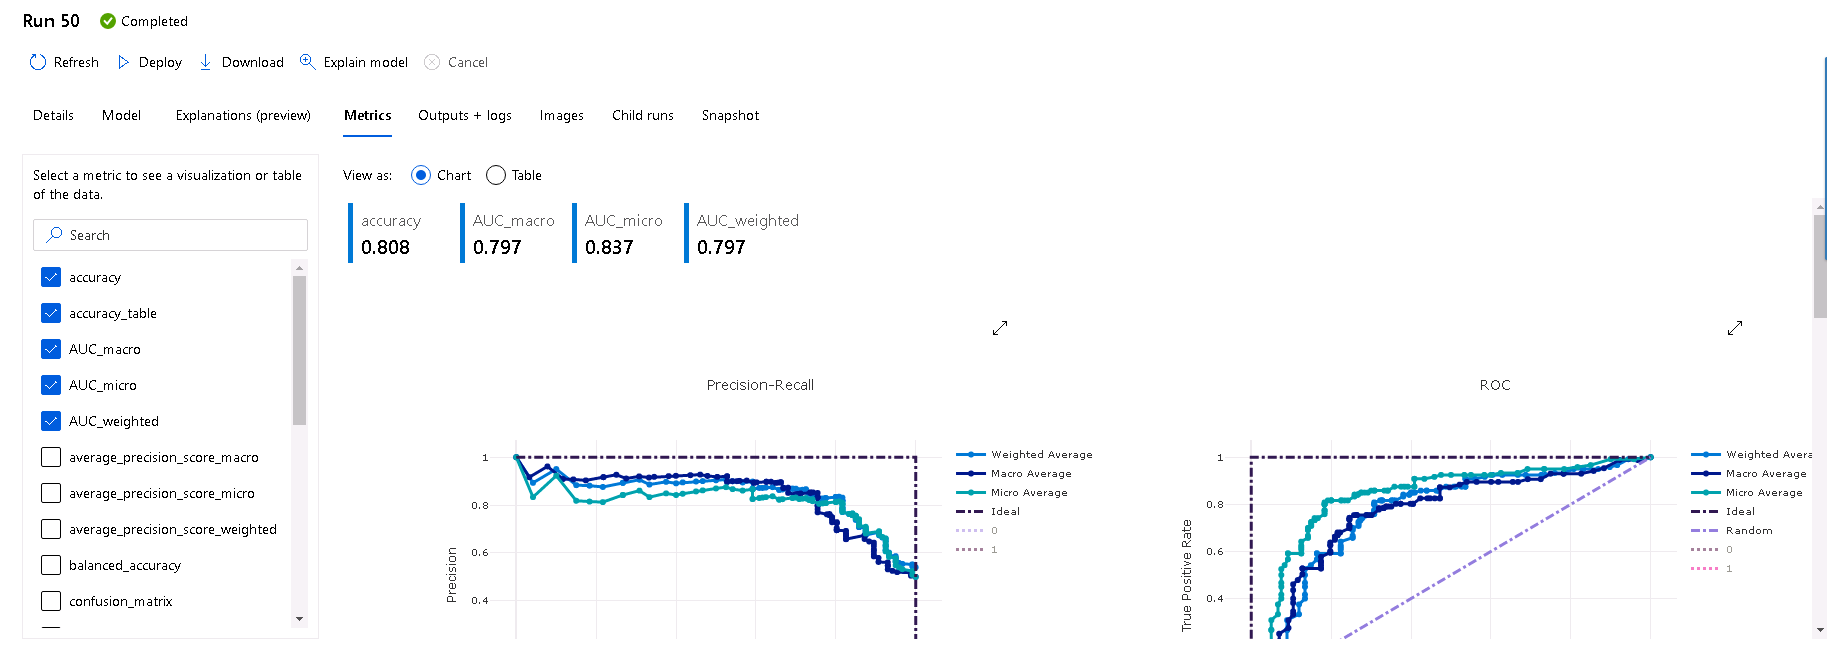 Run 50 Completed
Refresh Deploy Download Explain model Cancel
Details Model Explanations (preview) Metrics Outputs + logs Images Child runs Snapshot
Select a metric to see a visualization or table
of the data.
Search
accuracy
accuracy_table
AUC_macro
AUC_micro
AUC_weighted
average_precision_score_macro
average_precision_score_micro
average_precision_score_weighted
balanced_accuracy
confusion_matrix
View as: Chart Table
accuracy AUC_macro AUC_micro AUC_weighted
0.808 0.797 0.837 0.797
Precision-Recall
1
0.8
0.6
0.4
Precision
Weighted Average
Macro Average
Micro Average
Ideal
0
1
ROC
1
0.8
0.6
0.4
True Positive Rate
Weighted Avera
Macro Average
Micro Average
Ideal
Random
0
1